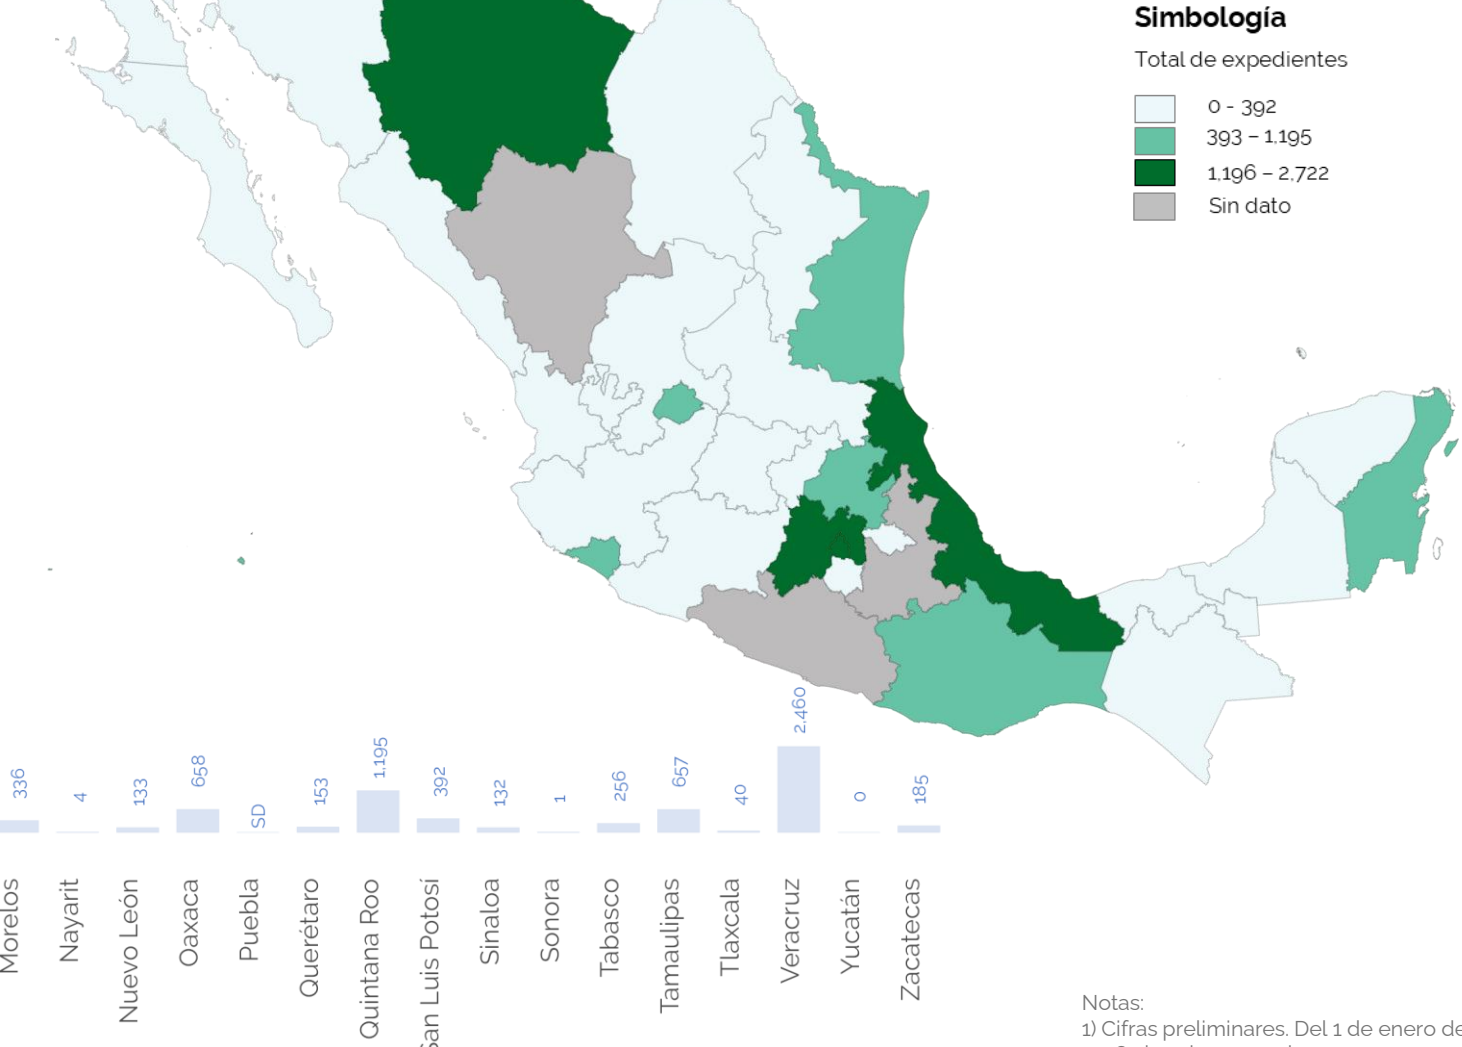 Simbología
Total de expedientes
0 - 392
393 – 1,195
1,196 – 2,722
Sin dato
336
4
133
658
SD
153
1,195
392
132
1
256
657
40
2,460
0
185
Morelos
Nayarit
Nuevo León
Oaxaca
Puebla
Querétaro
Quintana Roo
San Luis Potosí
Sinaloa
Sonora
Tabasco
Tamaulipas
Tlaxcala
Veracruz
Yucatán
Zacatecas
Notas:
1) Cifras preliminares. Del 1 de enero de